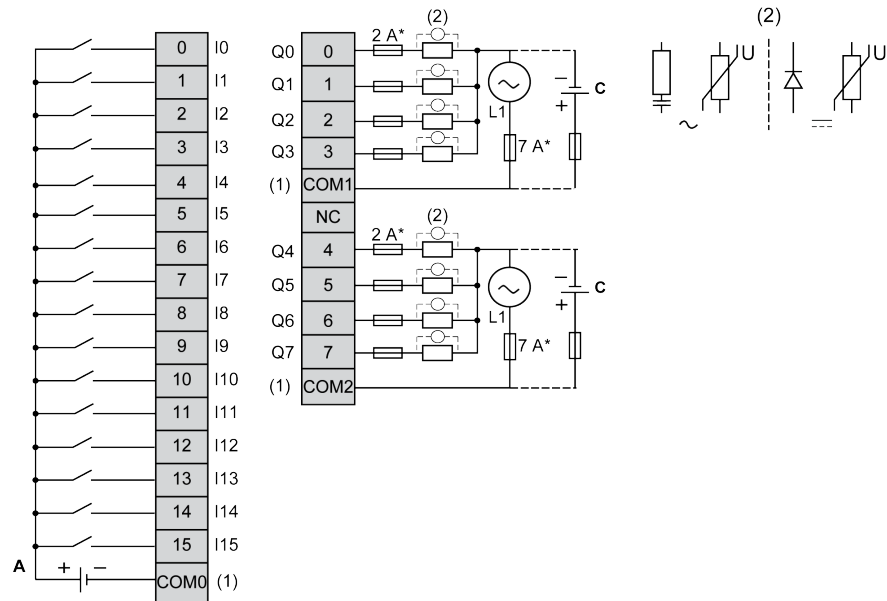 0 I0
1 I1
2 I2
3 I3
4 I4
5 I5
6 I6
7 I7
8 I8
9 I9
10 I10
11 I11
12 I12
13 I13
14 I14
15 I15
A + − COM0 (1)
(2)
2 A*
Q0 0
Q1 1
Q2 2
Q3 3
(1) COM1
L1
7 A*
− + C
NC
(2)
2 A*
Q4 4
Q5 5
Q6 6
Q7 7
(1) COM2
L1
7 A*
− + C
(2)
U U